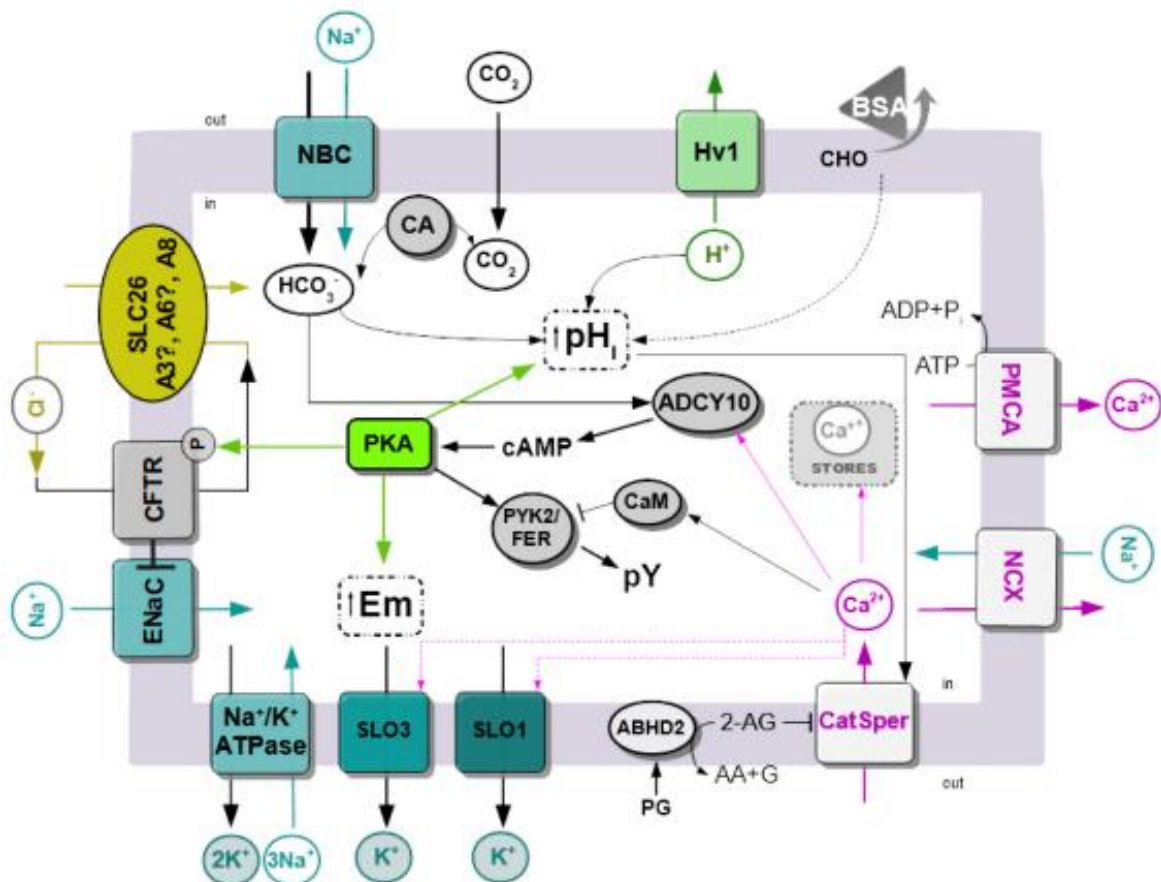 Na⁺
CO₂
BSA
out
NBC
Hv1
CHO
in
CA
H⁺
CO₂
HCO₃⁻
SLC26
A3?, A6?, A8
↑pHᵢ
ADP+Pᵢ
ATP
PMCA
Ca²⁺
Cl⁻
ADCY10
P
PKA
cAMP
Ca⁺⁺
STORES
CFTR
PYK2/
FER
CaM
pY
NCX
Na⁺
Na⁺
ENaC
↑Em
Ca²⁺
in
Na⁺/K⁺
ATPase
SLO3
SLO1
ABHD2
2-AG
CatSper
AA+G
out
PG
2K⁺
3Na⁺
K⁺
K⁺